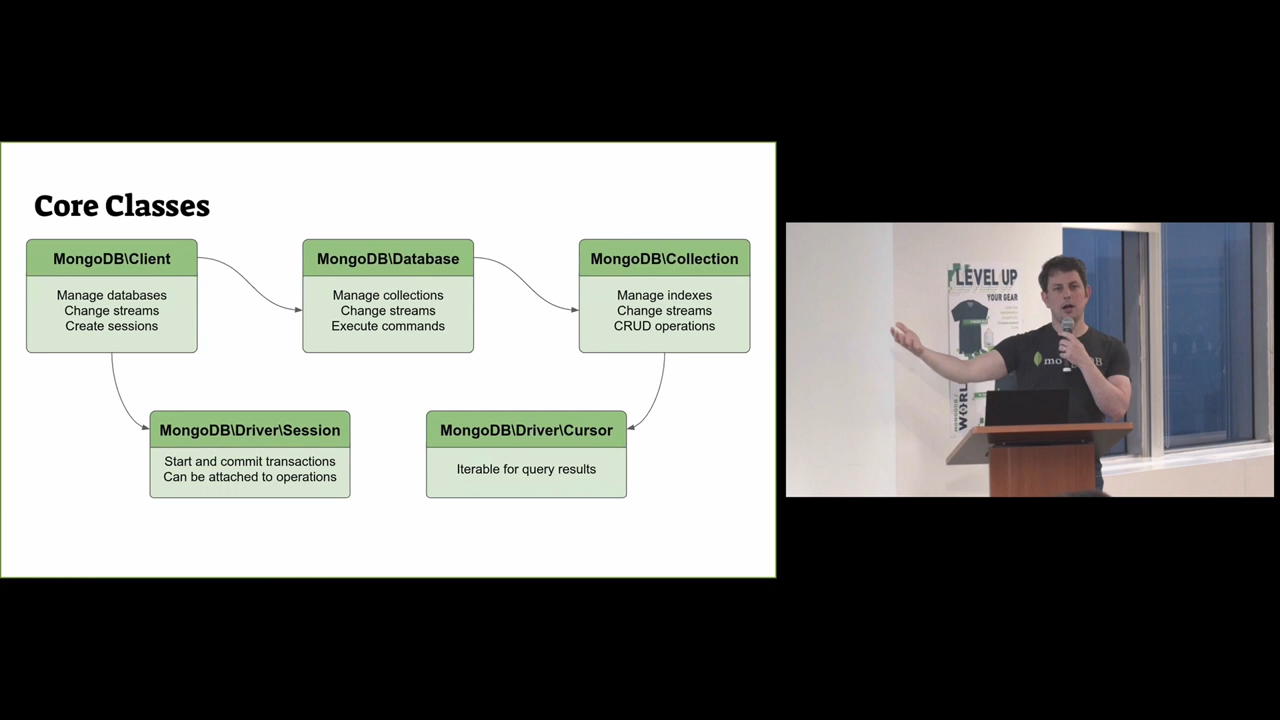 Core Classes
MongoDB\Client
Manage databases
Change streams
Create sessions
MongoDB\Database
Manage collections
Change streams
Execute commands
MongoDB\Collection
Manage indexes
Change streams
CRUD operations
MongoDB\Driver\Session
Start and commit transactions
Can be attached to operations
MongoDB\Driver\Cursor
Iterable for query results
LEVEL UP
YOUR GEAR
WORL